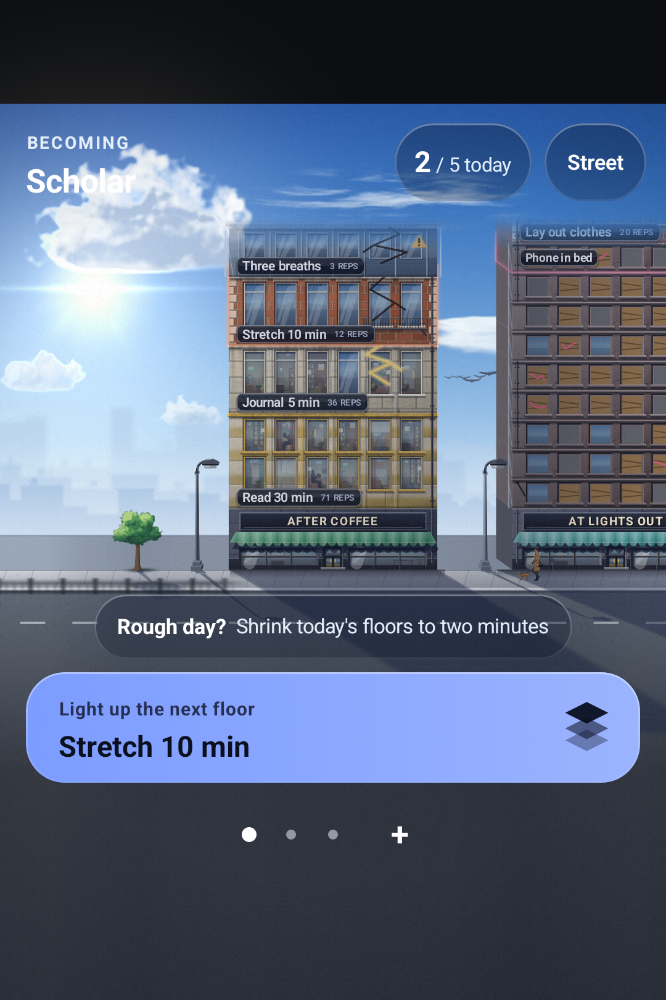 BECOMING
Scholar
2 / 5 today
Street
Lay out clothes 20 REPS
Phone in bed
Three breaths 3 REPS
Stretch 10 min 12 REPS
Journal 5 min 36 REPS
Read 30 min 71 REPS
AFTER COFFEE
AT LIGHTS OUT
Rough day? Shrink today's floors to two minutes
Light up the next floor
Stretch 10 min
+